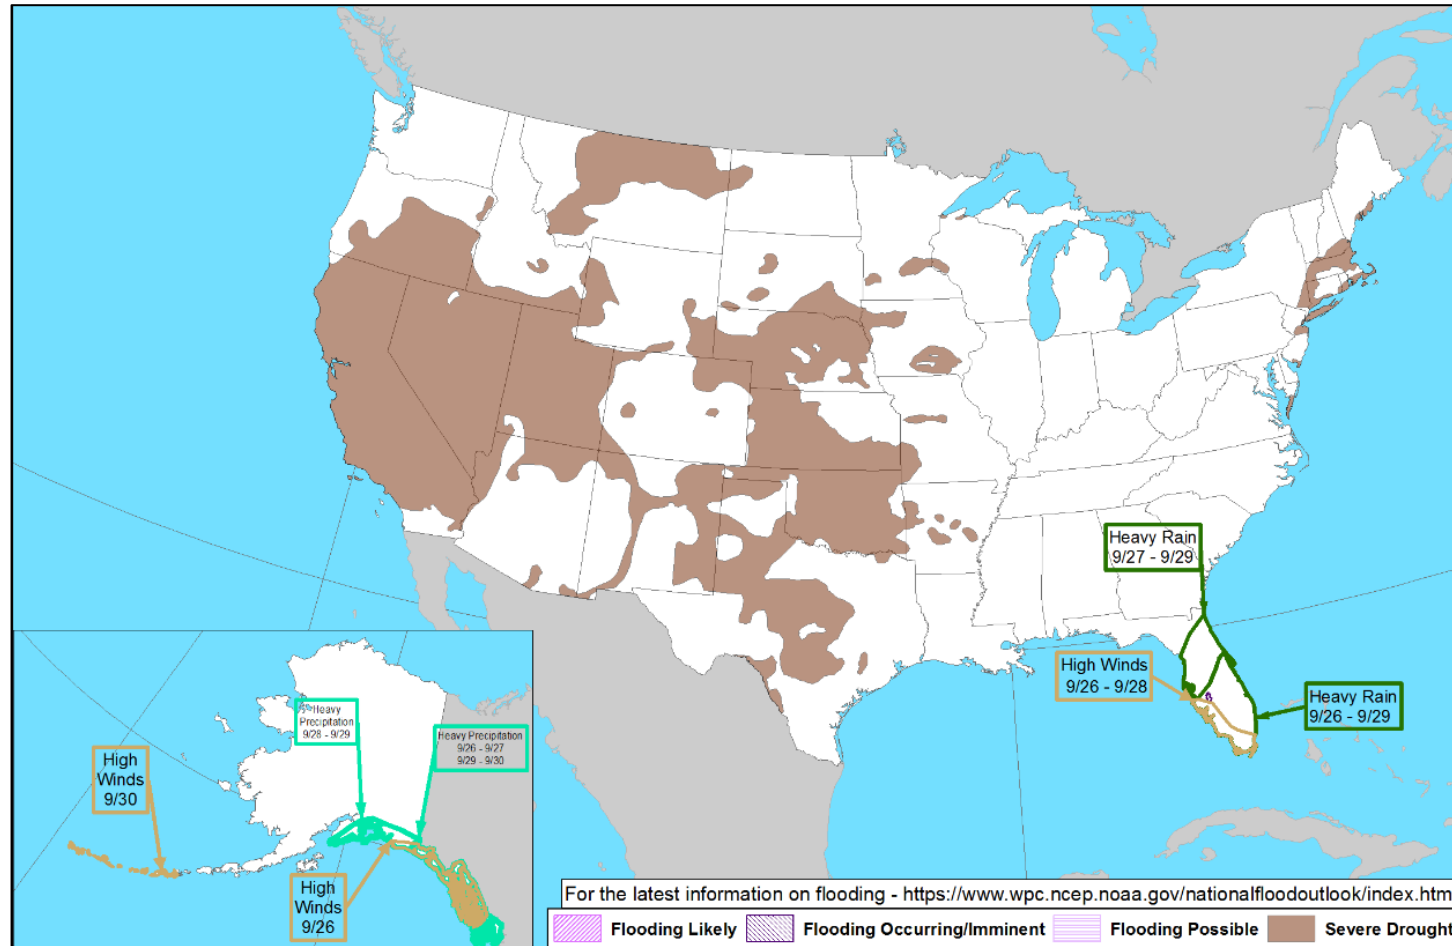 Heavy Rain
9/27 - 9/29
High Winds
9/26 - 9/28
Heavy Rain
9/26 - 9/29
Heavy
Precipitation
9/28 - 9/29
Heavy Precipitation
9/26 - 9/27
9/29 - 9/30
High
Winds
9/30
High
Winds
9/26
For the latest information on flooding - https://www.wpc.ncep.noaa.gov/nationalfloodoutlook/index.htm
Flooding Likely
Flooding Occurring/Imminent
Flooding Possible
Severe Drough